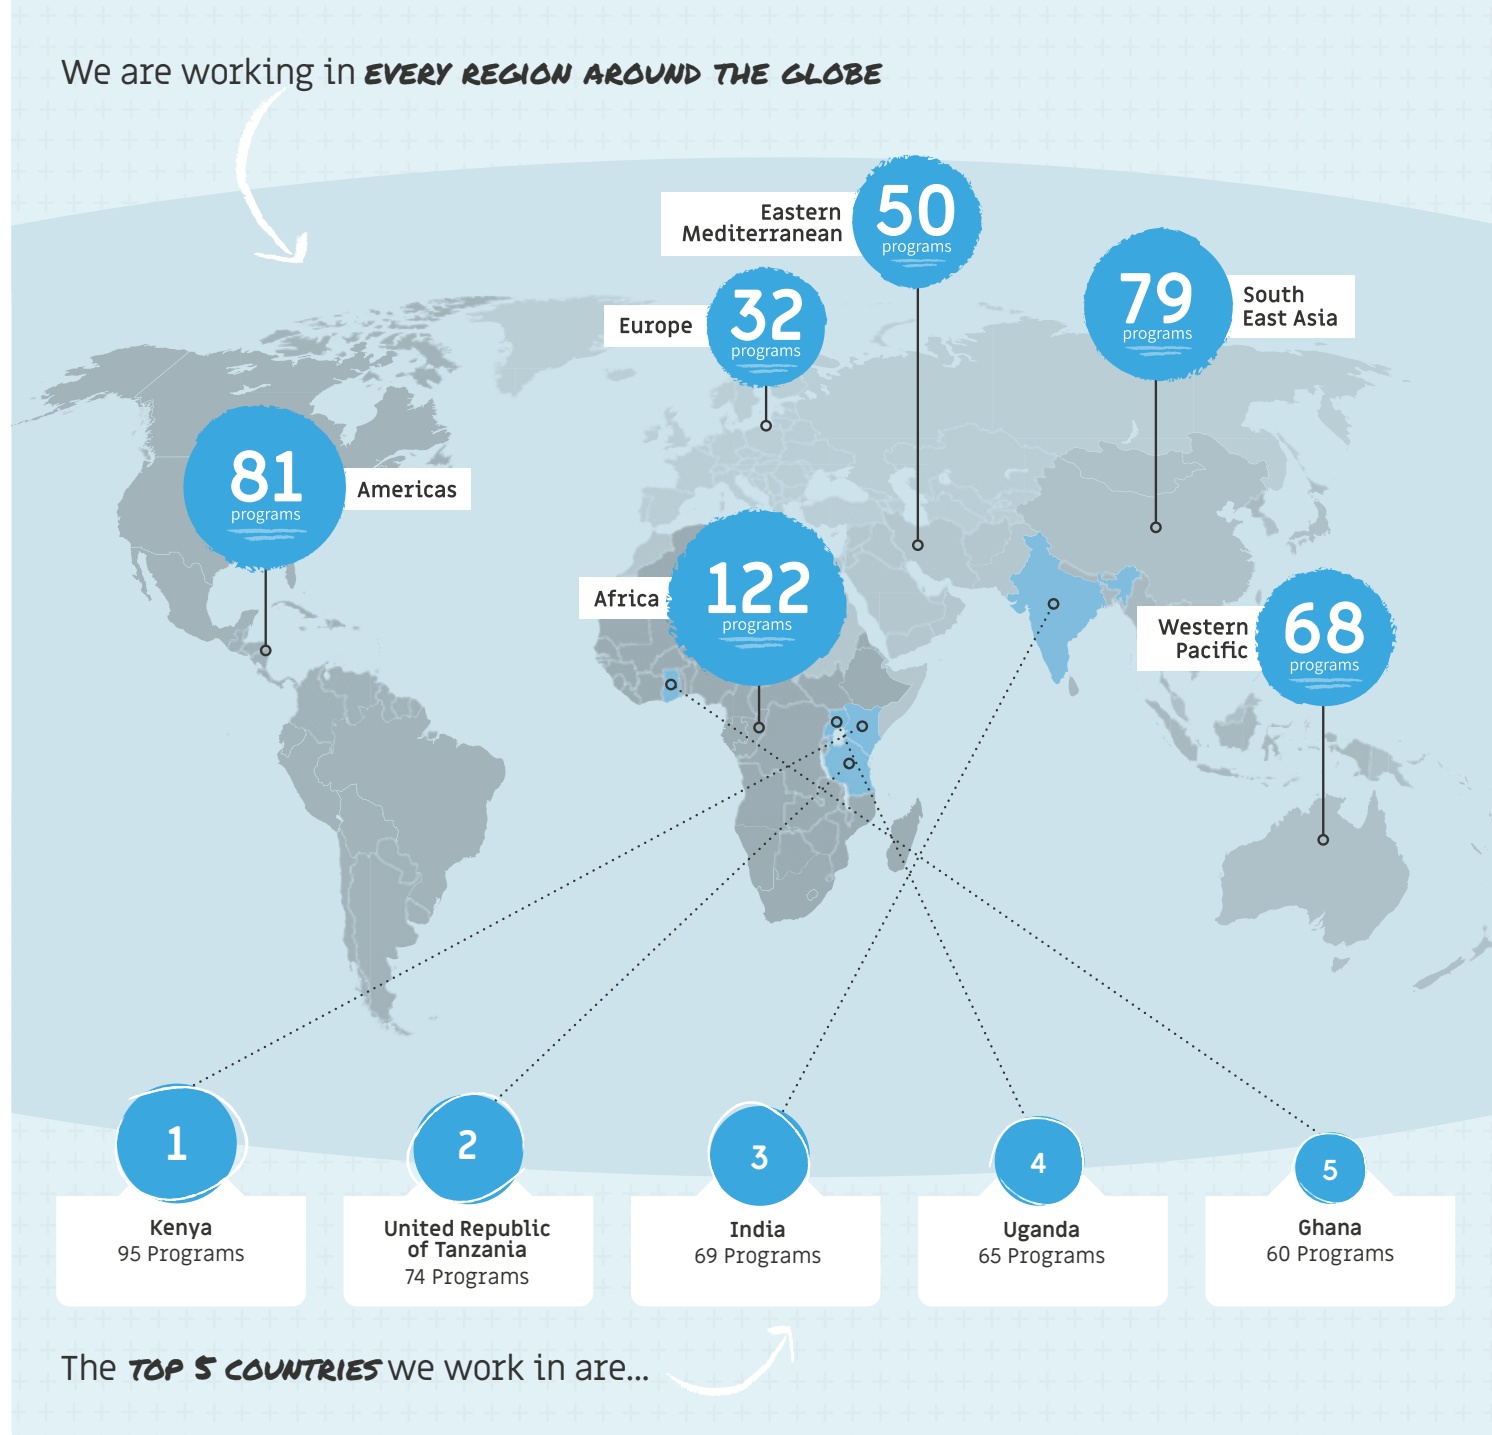 We are working in EVERY REGION AROUND THE GLOBE
Eastern
Mediterranean
50
programs
Europe
32
programs
79
programs
South
East Asia
81
programs
Americas
Africa
122
programs
Western
Pacific
68
programs
1
Kenya
95 Programs
2
United Republic
of Tanzania
74 Programs
3
India
69 Programs
4
Uganda
65 Programs
5
Ghana
60 Programs
The TOP 5 COUNTRIES we work in are...